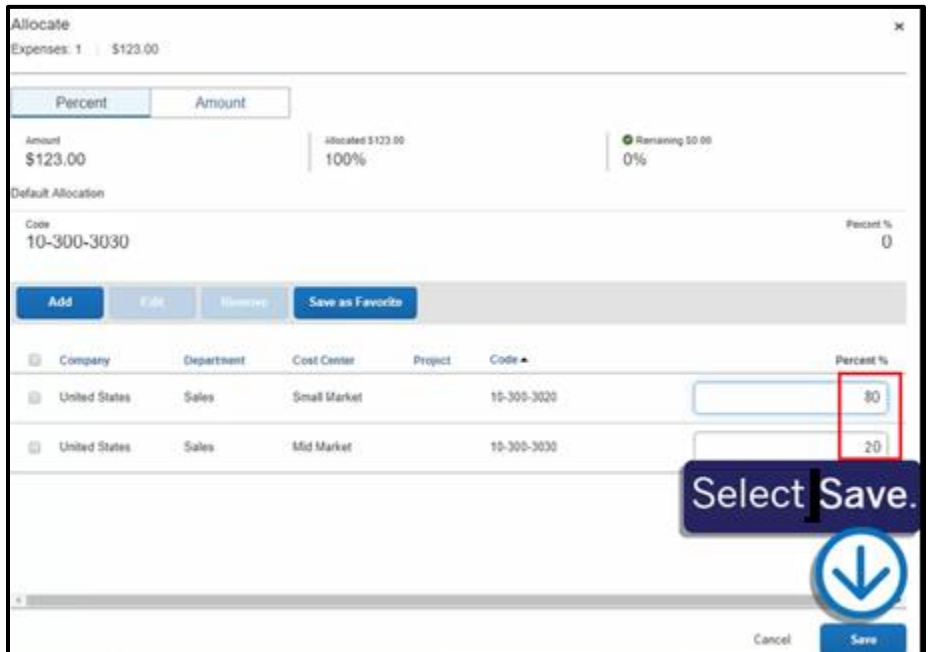 Allocate ×
Expenses: 1 | $123.00
Percent Amount
Amount Allocated $123.00 Remaining $0.00
$123.00 100% 0%
Default Allocation
Code Percent %
10-300-3030 0
Add Edit Remove Save as Favorite
Company Department Cost Center Project Code Percent %
United States Sales Small Market 10-300-3020 80
United States Sales Mid Market 10-300-3030 20
Select Save.
Cancel Save